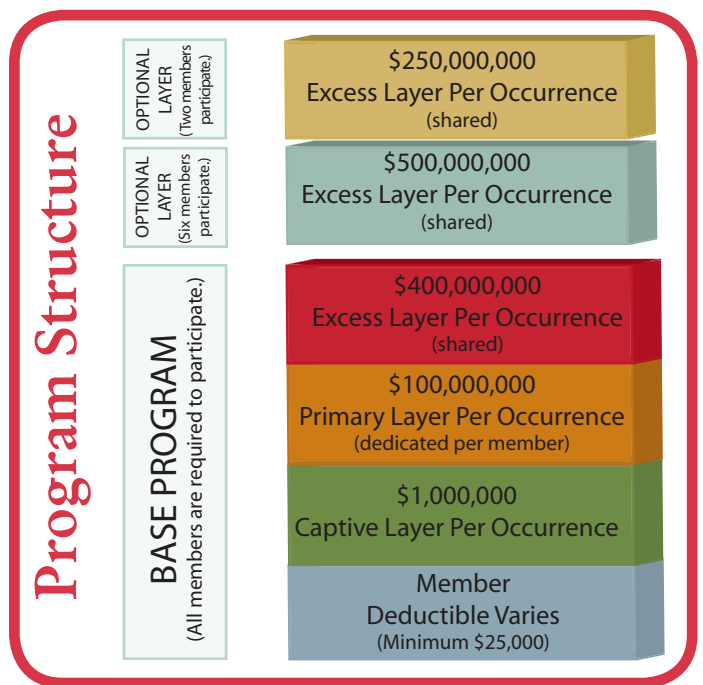 Program Structure
OPTIONAL
LAYER
(Two members
participate.)
$250,000,000
Excess Layer Per Occurrence
(shared)
OPTIONAL
LAYER
(Six members
participate.)
$500,000,000
Excess Layer Per Occurrence
(shared)
BASE PROGRAM
(All members are required to participate.)
$400,000,000
Excess Layer Per Occurrence
(shared)
$100,000,000
Primary Layer Per Occurrence
(dedicated per member)
$1,000,000
Captive Layer Per Occurrence
Member
Deductible Varies
(Minimum $25,000)